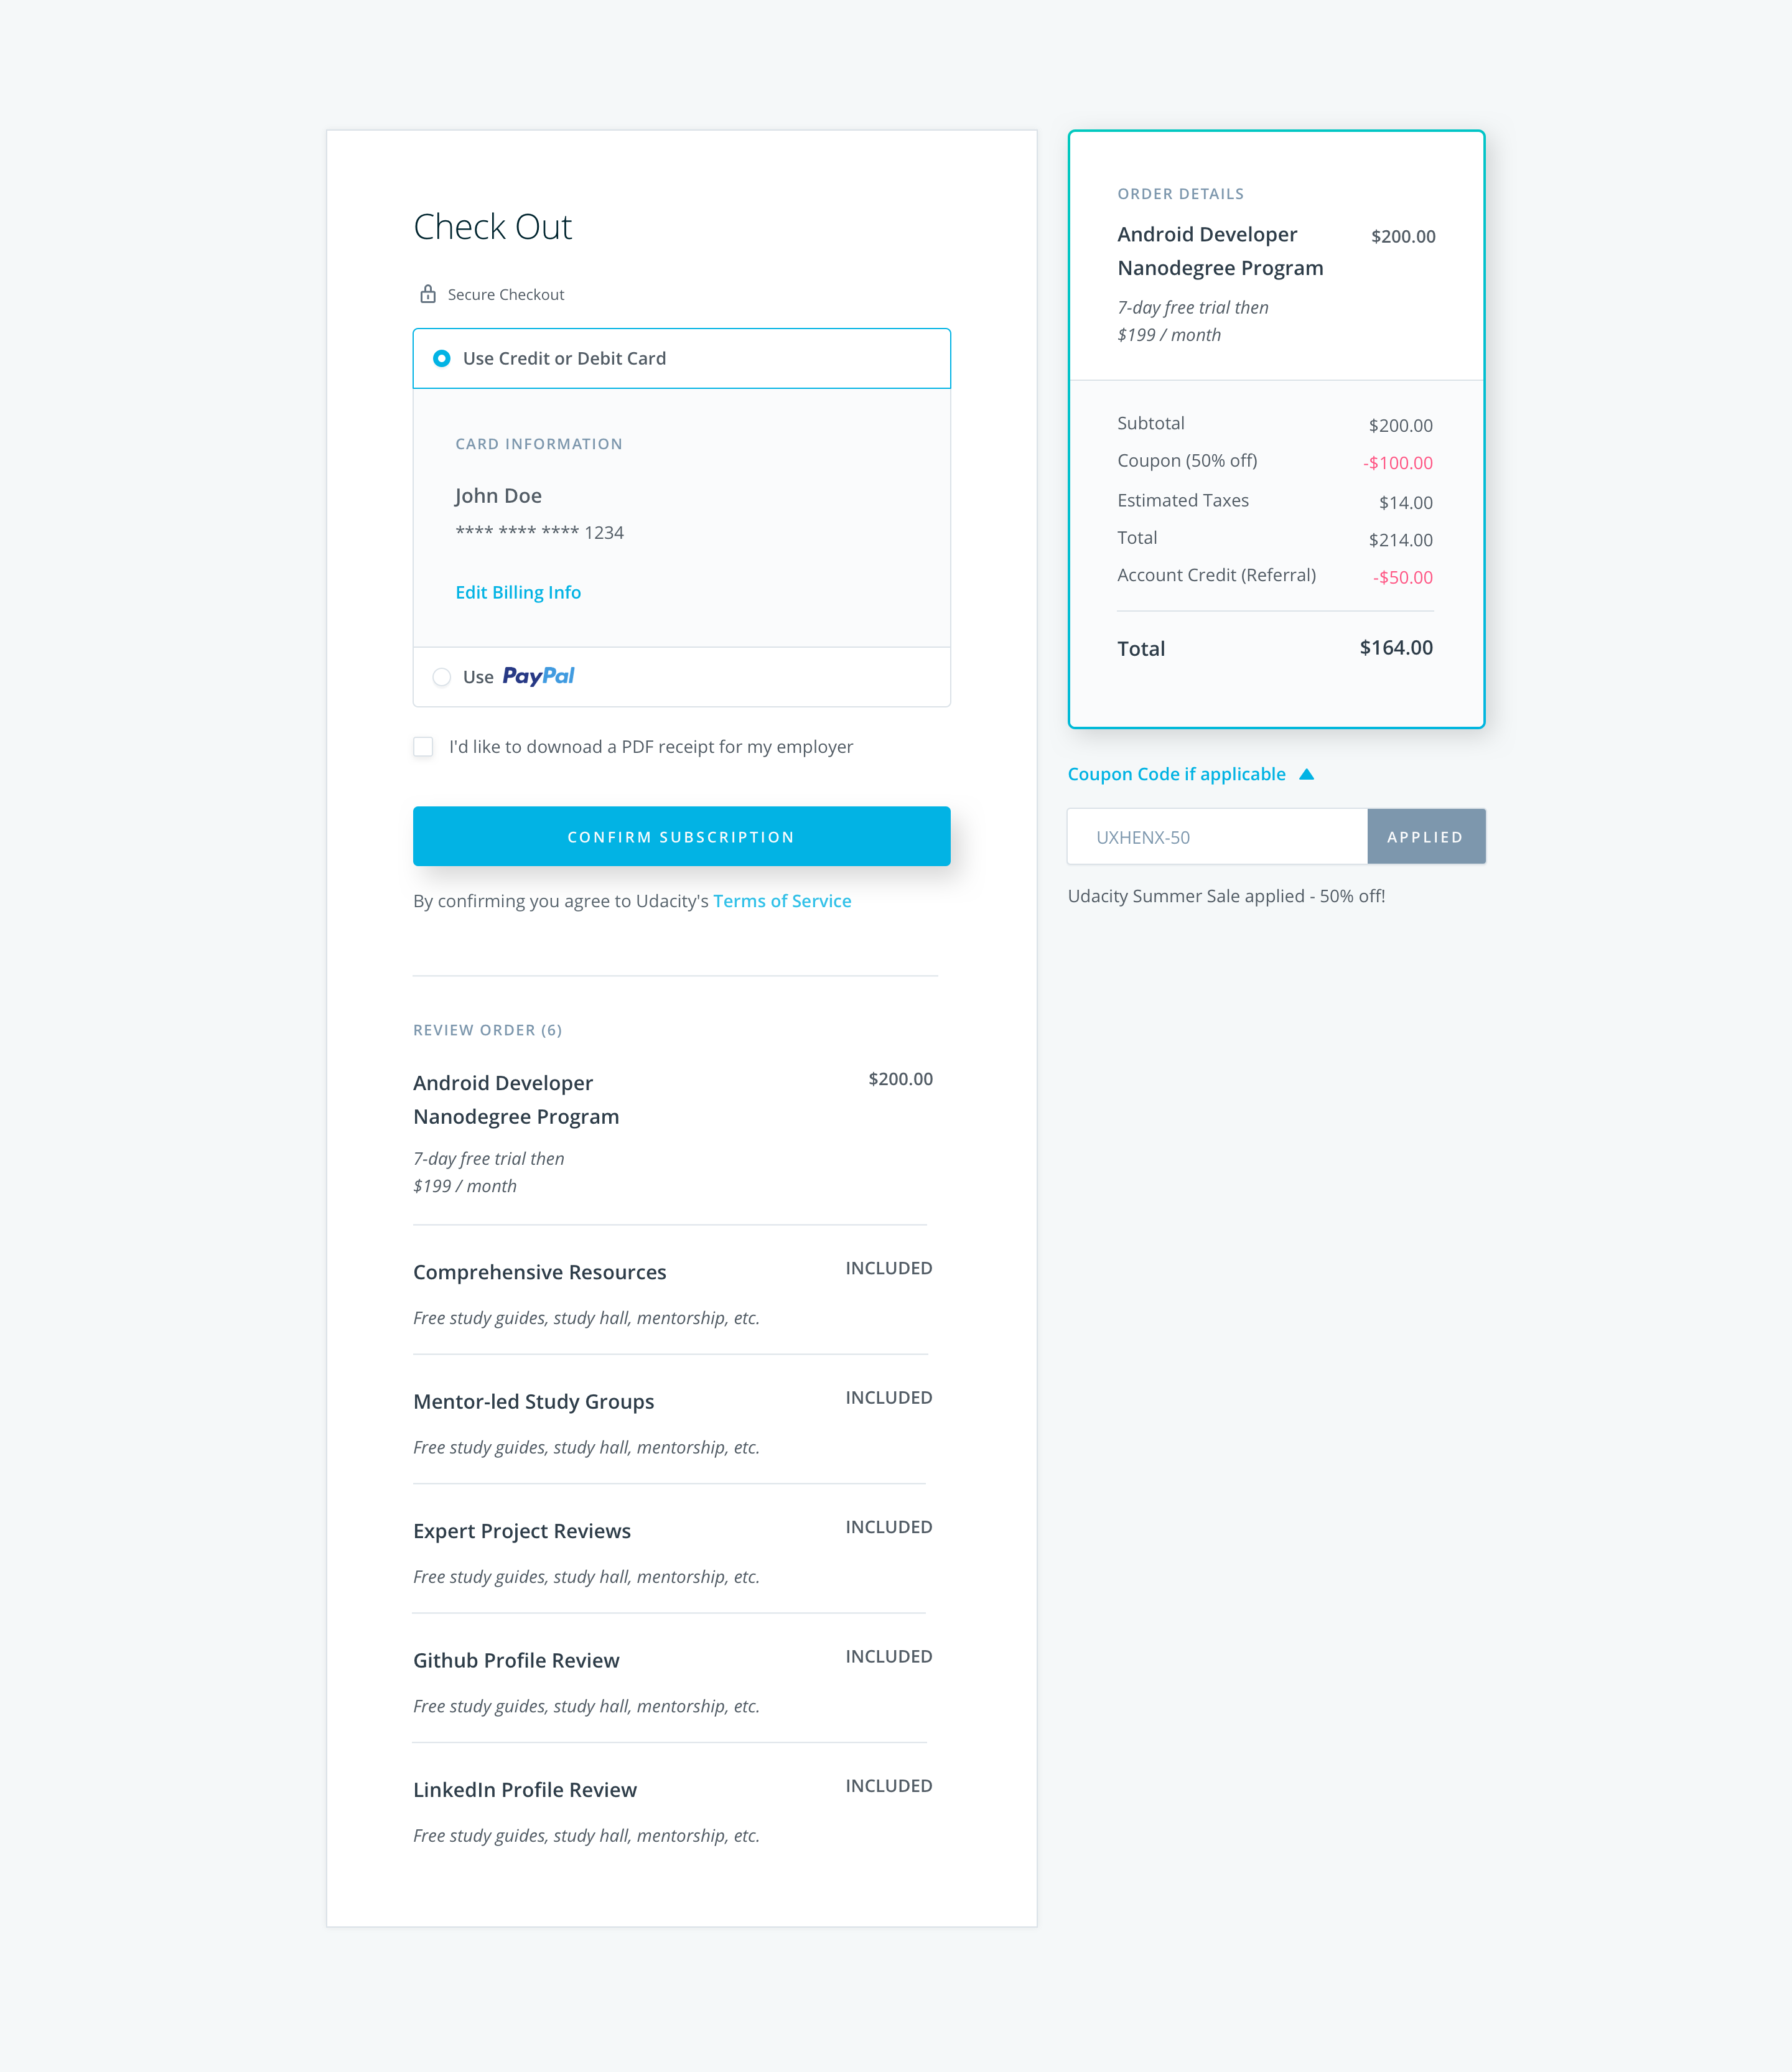 Check Out
Secure Checkout
Use Credit or Debit Card
CARD INFORMATION
John Doe
**** **** **** 1234
Edit Billing Info
Use PayPal
I'd like to downoad a PDF receipt for my employer
CONFIRM SUBSCRIPTION
By confirming you agree to Udacity's Terms of Service
REVIEW ORDER (6)
Android Developer $200.00
Nanodegree Program
7-day free trial then
$199 / month
Comprehensive Resources INCLUDED
Free study guides, study hall, mentorship, etc.
Mentor-led Study Groups INCLUDED
Free study guides, study hall, mentorship, etc.
Expert Project Reviews INCLUDED
Free study guides, study hall, mentorship, etc.
Github Profile Review INCLUDED
Free study guides, study hall, mentorship, etc.
LinkedIn Profile Review INCLUDED
Free study guides, study hall, mentorship, etc.
ORDER DETAILS
Android Developer $200.00
Nanodegree Program
7-day free trial then
$199 / month
Subtotal $200.00
Coupon (50% off) -$100.00
Estimated Taxes $14.00
Total $214.00
Account Credit (Referral) -$50.00
Total $164.00
Coupon Code if applicable
UXHENX-50 APPLIED
Udacity Summer Sale applied - 50% off!